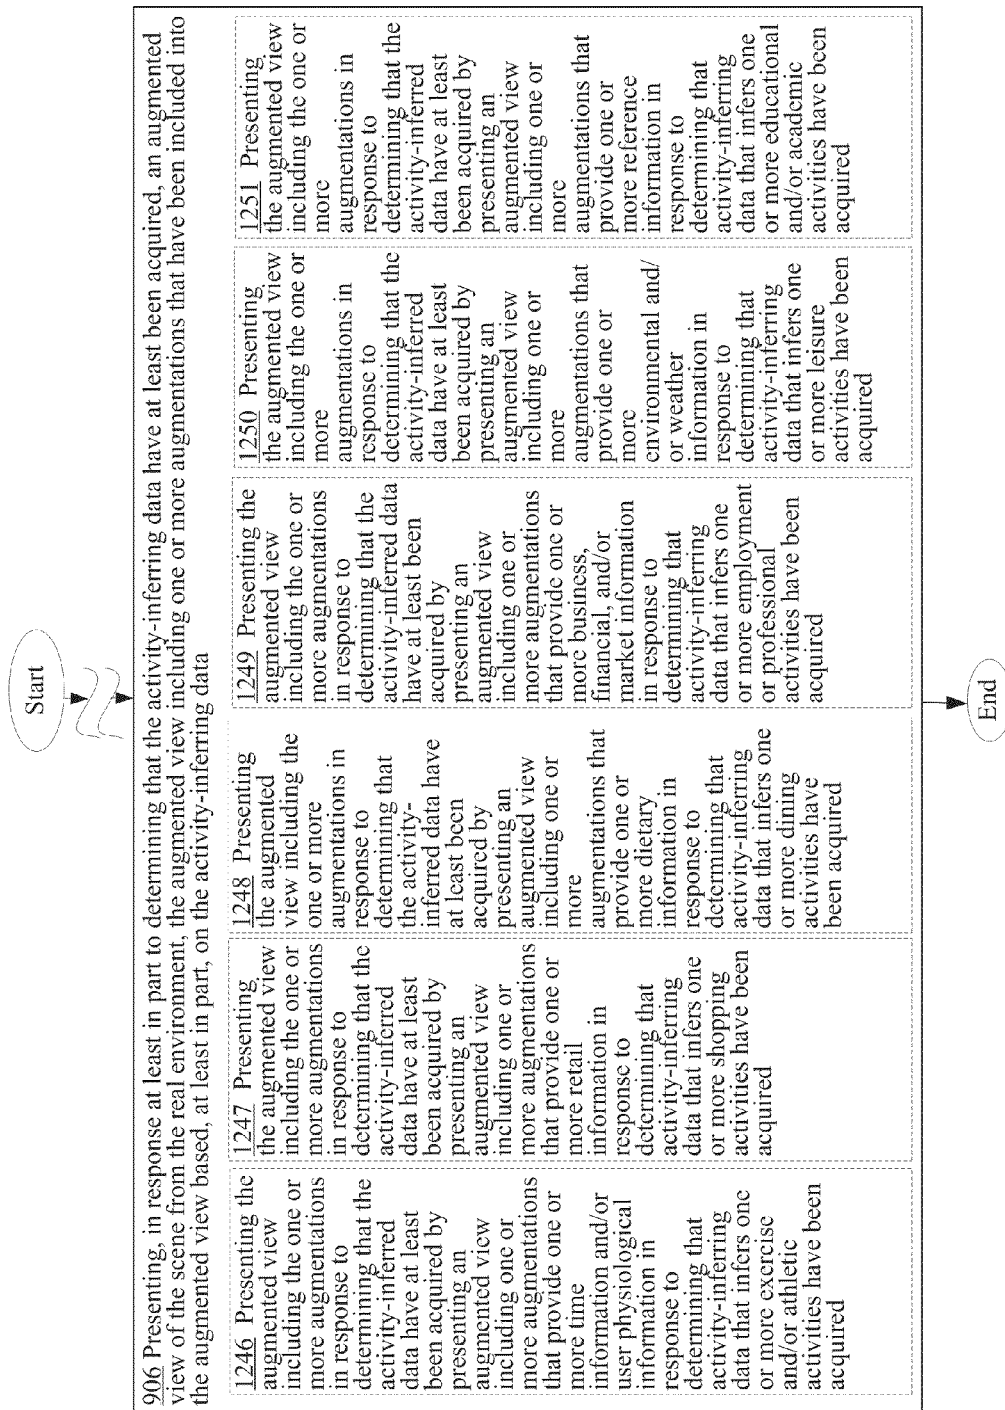 Start
906 Presenting, in response at least in part to determining that the activity-inferring data have at least been acquired, an augmented
view of the scene from the real environment, the augmented view including one or more augmentations that have been included into
the augmented view based, at least in part, on the activity-inferring data
1246 Presenting the
augmented view
including the one or
more augmentations
in response to
determining that the
activity-inferred
data have at least
been acquired by
presenting an
augmented view
including one or
more augmentations
that provide one or
more time
information and/or
user physiological
information in
response to
determining that
activity-inferring
data that infers one
or more exercise
and/or athletic
activities have been
acquired
1247 Presenting
the augmented view
including the one or
more augmentations
in response to
determining that the
activity-inferred
data have at least
been acquired by
presenting an
augmented view
including one or
more augmentations
that provide one or
more retail
information in
response to
determining that
activity-inferring
data that infers one
or more shopping
activities have been
acquired
1248 Presenting
the augmented
view including the
one or more
augmentations in
response to
determining that
the activity-
inferred data have
at least been
acquired by
presenting an
augmented view
including one or
more
augmentations that
provide one or
more dietary
information in
response to
determining that
activity-inferring
data that infers one
or more dining
activities have
been acquired
1249 Presenting the
augmented view
including the one or
more augmentations
in response to
determining that the
activity-inferred data
have at least been
acquired by
presenting an
augmented view
including one or
more augmentations
that provide one or
more business,
financial, and/or
market information
in response to
determining that
activity-inferring
data that infers one
or more employment
or professional
activities have been
acquired
1250 Presenting
the augmented view
including the one or
more
augmentations in
response to
determining that the
activity-inferred
data have at least
been acquired by
presenting an
augmented view
including one or
more
augmentations that
provide one or
more
environmental and/
or weather
information in
response to
determining that
activity-inferring
data that infers one
or more leisure
activities have been
acquired
1251 Presenting
the augmented view
including the one or
more
augmentations in
response to
determining that the
activity-inferred
data have at least
been acquired by
presenting an
augmented view
including one or
more
augmentations that
provide one or
more reference
information in
response to
determining that
activity-inferring
data that infers one
or more educational
and/or academic
activities have been
acquired
End